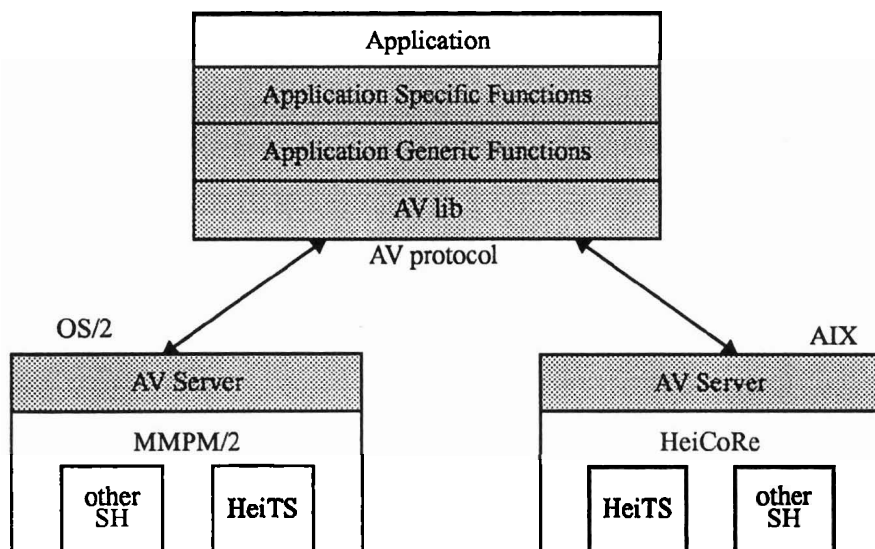 Application
Application Specific Functions
Application Generic Functions
AV lib
AV protocol
OS/2
AIX
AV Server
AV Server
MMPM/2
HeiCoRe
other
SH
HeiTS
HeiTS
other
SH